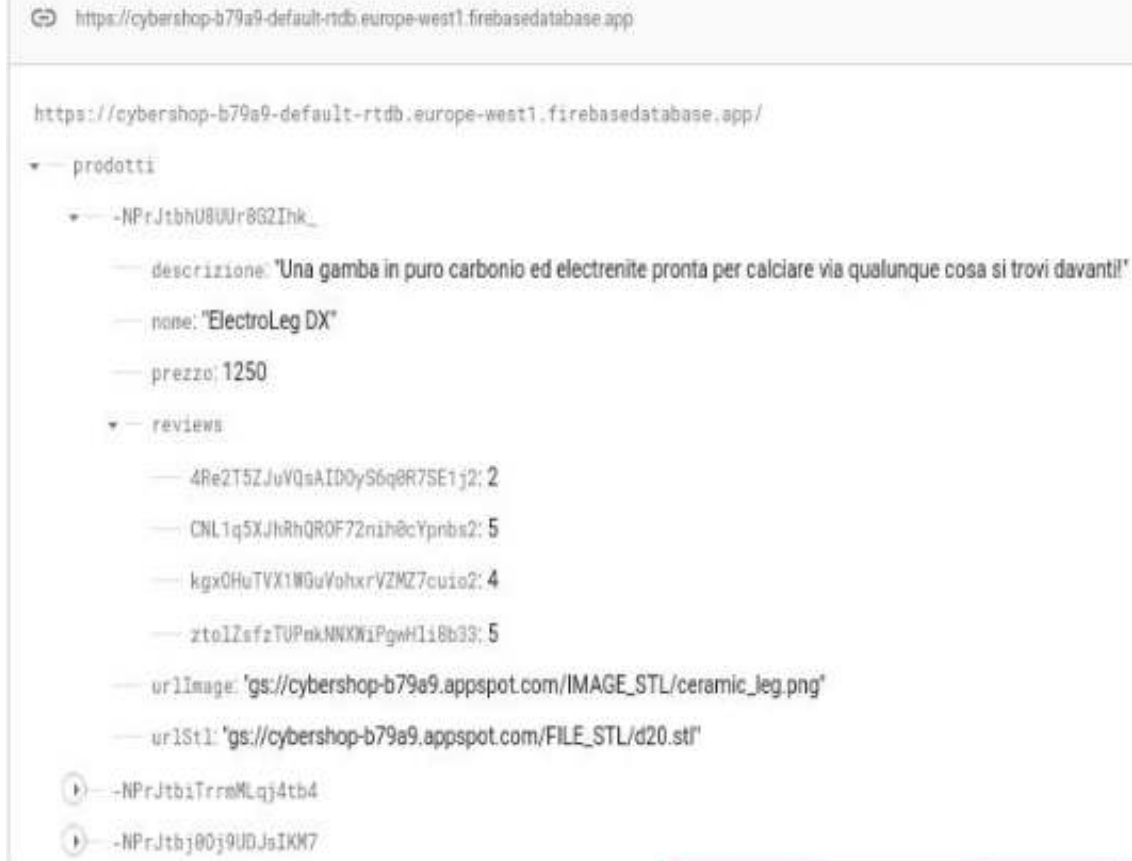 https://cybershop-b79a9-default-rtdb.europe-west1.firebasedatabase.app
https://cybershop-b79a9-default-rtdb.europe-west1.firebasedatabase.app/
prodotti
-NPrJtbhU8UUr8G2Ihk_
descrizione: "Una gamba in puro carbonio ed electrenite pronta per calciare via qualunque cosa si trovi davanti!"
nome: "ElectroLeg DX"
prezzo: 1250
reviews
4Re2T5ZJuVQsAIDOyS6q0R7SE1j2: 2
CNL1q5XJhRhQROF72nih0cYpnbs2: 5
kgxOHuTVX1WGuVohxrVZMZ7cuio2: 4
ztolZsfzTUPmkNNXWiPgwHliBb33: 5
urlImage: "gs://cybershop-b79a9.appspot.com/IMAGE_STL/ceramic_leg.png"
urlStl: "gs://cybershop-b79a9.appspot.com/FILE_STL/d20.stl"
-NPrJtbiTrrmMLqj4tb4
-NPrJtbj0Oj9UDJsIKM7